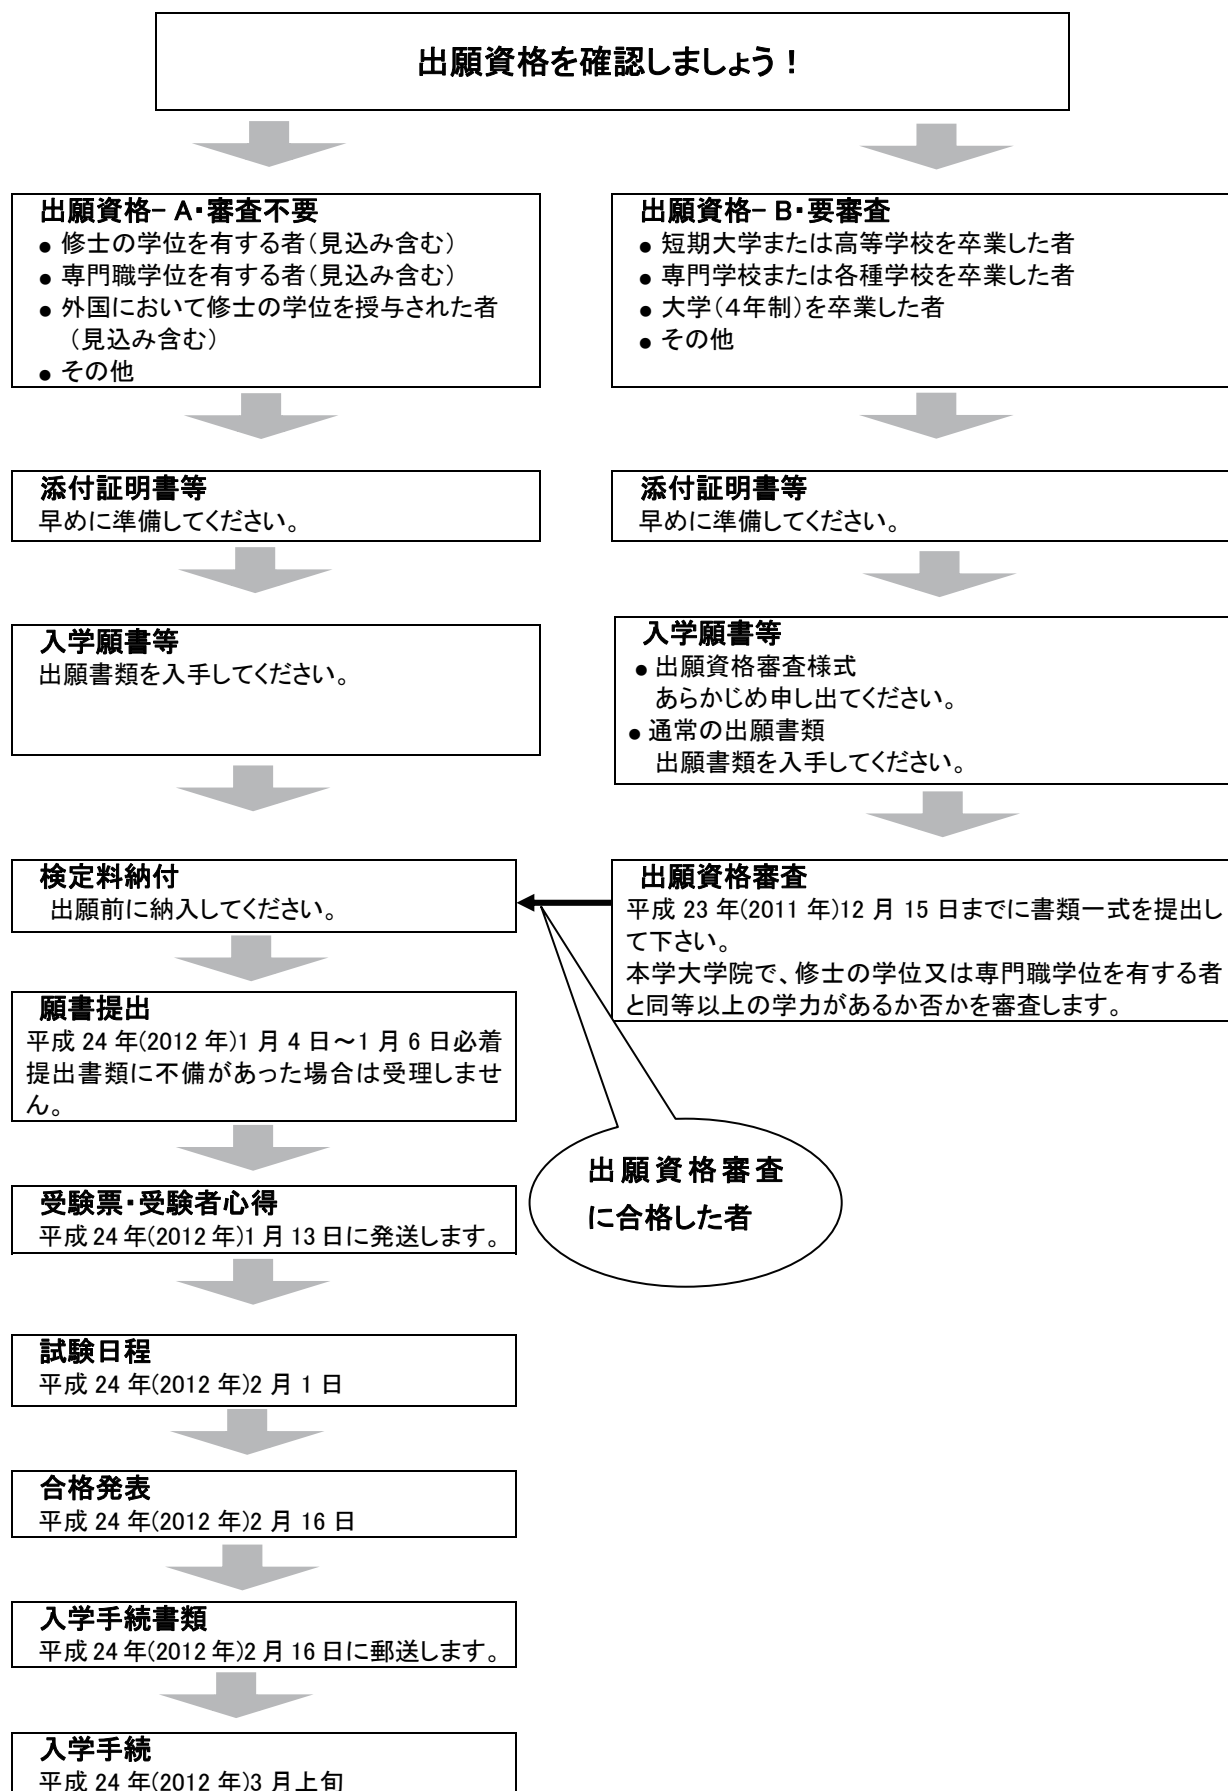 出願資格を確認しましょう！
出願資格－A・審査不要
● 修士の学位を有する者（見込み含む）
● 専門職学位を有する者（見込み含む）
● 外国において修士の学位を授与された者
（見込み含む）
● その他
出願資格－B・要審査
● 短期大学または高等学校を卒業した者
● 専門学校または各種学校を卒業した者
● 大学（４年制）を卒業した者
● その他
添付証明書等
早めに準備してください。
添付証明書等
早めに準備してください。
入学願書等
出願書類を入手してください。
入学願書等
● 出願資格審査様式
あらかじめ申し出てください。
● 通常の出願書類
出願書類を入手してください。
検定料納付
出願前に納入してください。
出願資格審査
平成 23 年(2011 年)12 月 15 日までに書類一式を提出し
て下さい。
本学大学院で、修士の学位又は専門職学位を有する者
と同等以上の学力があるか否かを審査します。
願書提出
平成 24 年(2012 年)1 月 4 日～1 月 6 日必着
提出書類に不備があった場合は受理しませ
ん。
出願資格審査
に合格した者
受験票・受験者心得
平成 24 年(2012 年)1 月 13 日に発送します。
試験日程
平成 24 年(2012 年)2 月 1 日
合格発表
平成 24 年(2012 年)2 月 16 日
入学手続書類
平成 24 年(2012 年)2 月 16 日に郵送します。
入学手続
平成 24 年(2012 年)3 月上旬